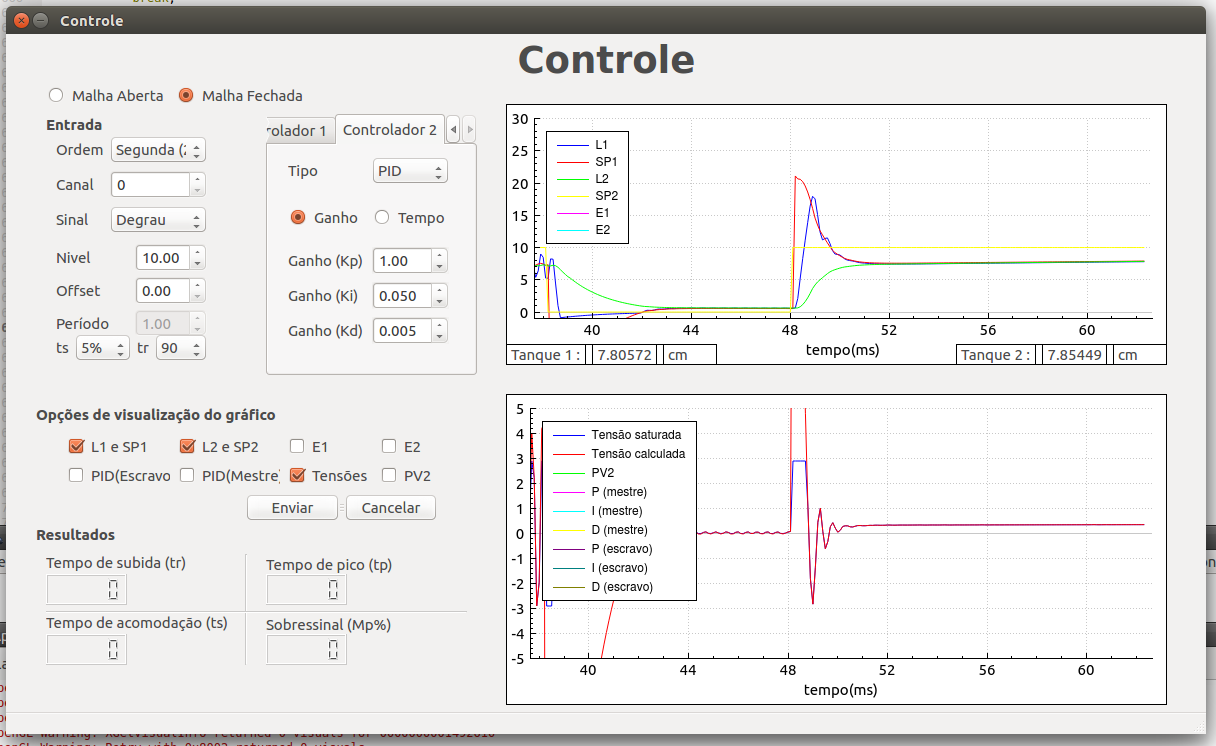 break;
Controle
Controle
Malha Aberta Malha Fechada
Entrada
Ordem Segunda (2
Canal 0
Sinal Degrau
Nivel 10.00
Offset 0.00
Período 1.00
ts 5% tr 90
rolador 1 Controlador 2
Tipo PID
Ganho Tempo
Ganho (Kp) 1.00
Ganho (Ki) 0.050
Ganho (Kd) 0.005
30
25
20
15
10
5
0
L1
SP1
L2
SP2
E1
E2
40 44 48 52 56 60
tempo(ms)
Tanque 1 : 7.80572 cm
Tanque 2 : 7.85449 cm
Opções de visualização do gráfico
L1 e SP1 L2 e SP2 E1 E2
PID(Escravo PID(Mestre Tensões PV2
Enviar Cancelar
Resultados
Tempo de subida (tr) 0
Tempo de pico (tp) 0
Tempo de acomodação (ts) 0
Sobressinal (Mp%) 0
5
4
3
2
1
0
-1
-2
-3
-4
-5
Tensão saturada
Tensão calculada
PV2
P (mestre)
I (mestre)
D (mestre)
P (escravo)
I (escravo)
D (escravo)
40 44 48 52 56 60
tempo(ms)